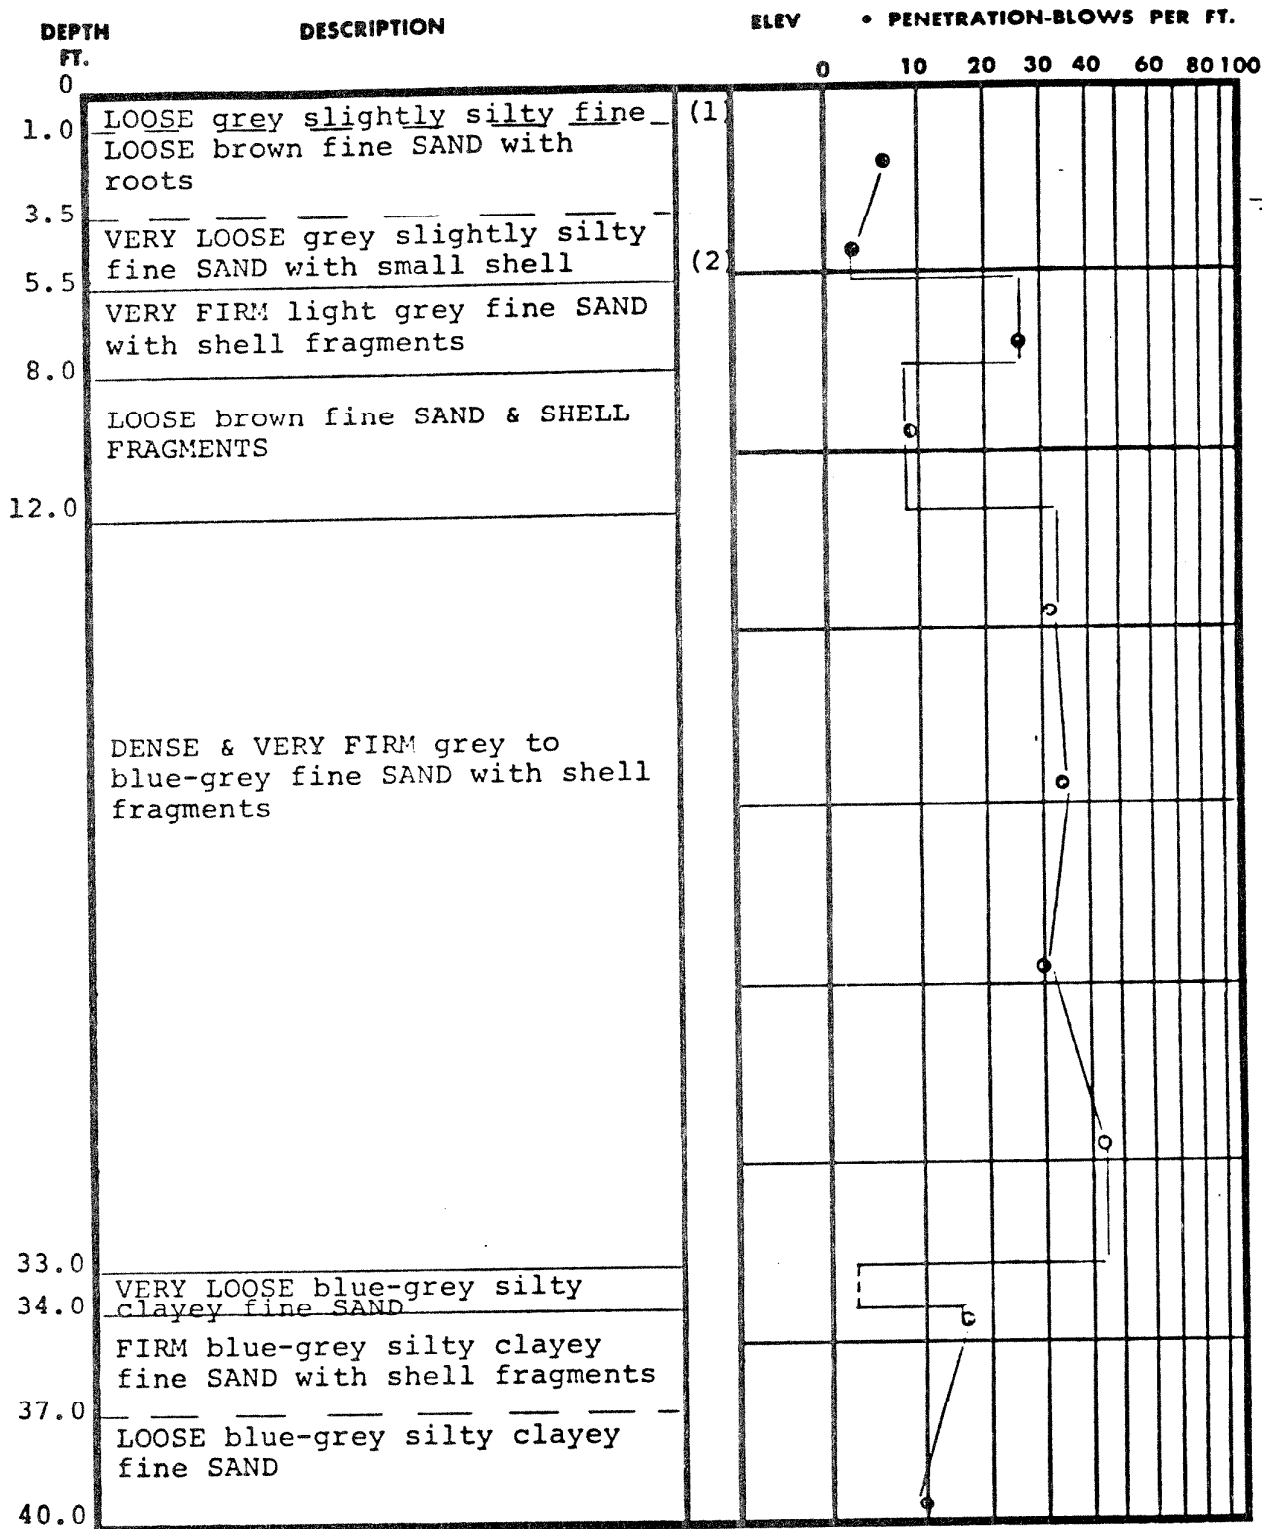 DEPTH FT.
DESCRIPTION
ELEV
• PENETRATION-BLOWS PER FT.
0 10 20 30 40 60 80 100
0
LOOSE grey slightly silty fine
(1)
1.0
LOOSE brown fine SAND with
roots
3.5
VERY LOOSE grey slightly silty
fine SAND with small shell
(2)
5.5
VERY FIRM light grey fine SAND
with shell fragments
8.0
LOOSE brown fine SAND & SHELL
FRAGMENTS
12.0
DENSE & VERY FIRM grey to
blue-grey fine SAND with shell
fragments
33.0
VERY LOOSE blue-grey silty
clayey fine SAND
34.0
FIRM blue-grey silty clayey
fine SAND with shell fragments
37.0
LOOSE blue-grey silty clayey
fine SAND
40.0